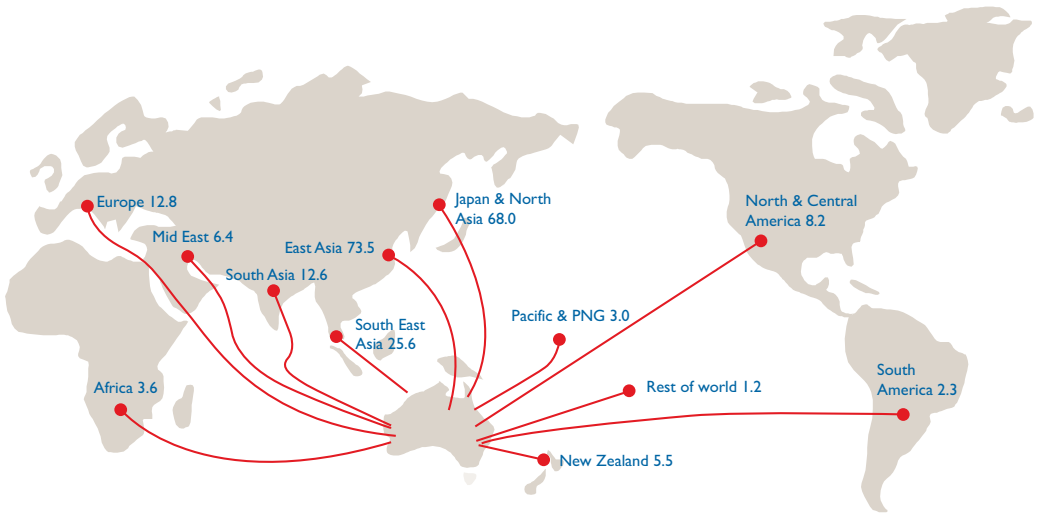 Europe 12.8
Mid East 6.4
South Asia 12.6
East Asia 73.5
Japan & North
Asia 68.0
South East
Asia 25.6
Africa 3.6
Pacific & PNG 3.0
North & Central
America 8.2
Rest of world 1.2
South
America 2.3
New Zealand 5.5